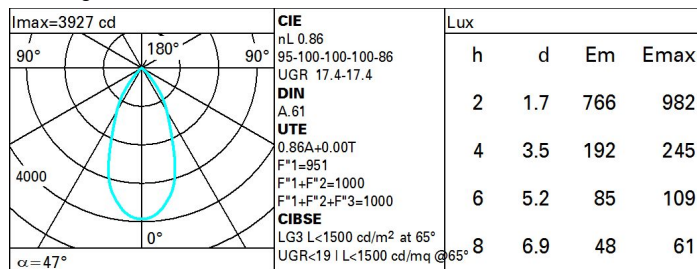 Imax=3927 cd
90°
180°
90°
4000
0°
α=47°
CIE
nL 0.86
95-100-100-100-86
UGR 17.4-17.4
DIN
A.61
UTE
0.86A+0.00T
F"1=951
F"1+F"2=1000
F"1+F"2+F"3=1000
CIBSE
LG3 L<1500 cd/m² at 65°
UGR<19 | L<1500 cd/mq @65°
Lux
h d Em Emax
2 1.7 766 982
4 3.5 192 245
6 5.2 85 109
8 6.9 48 61